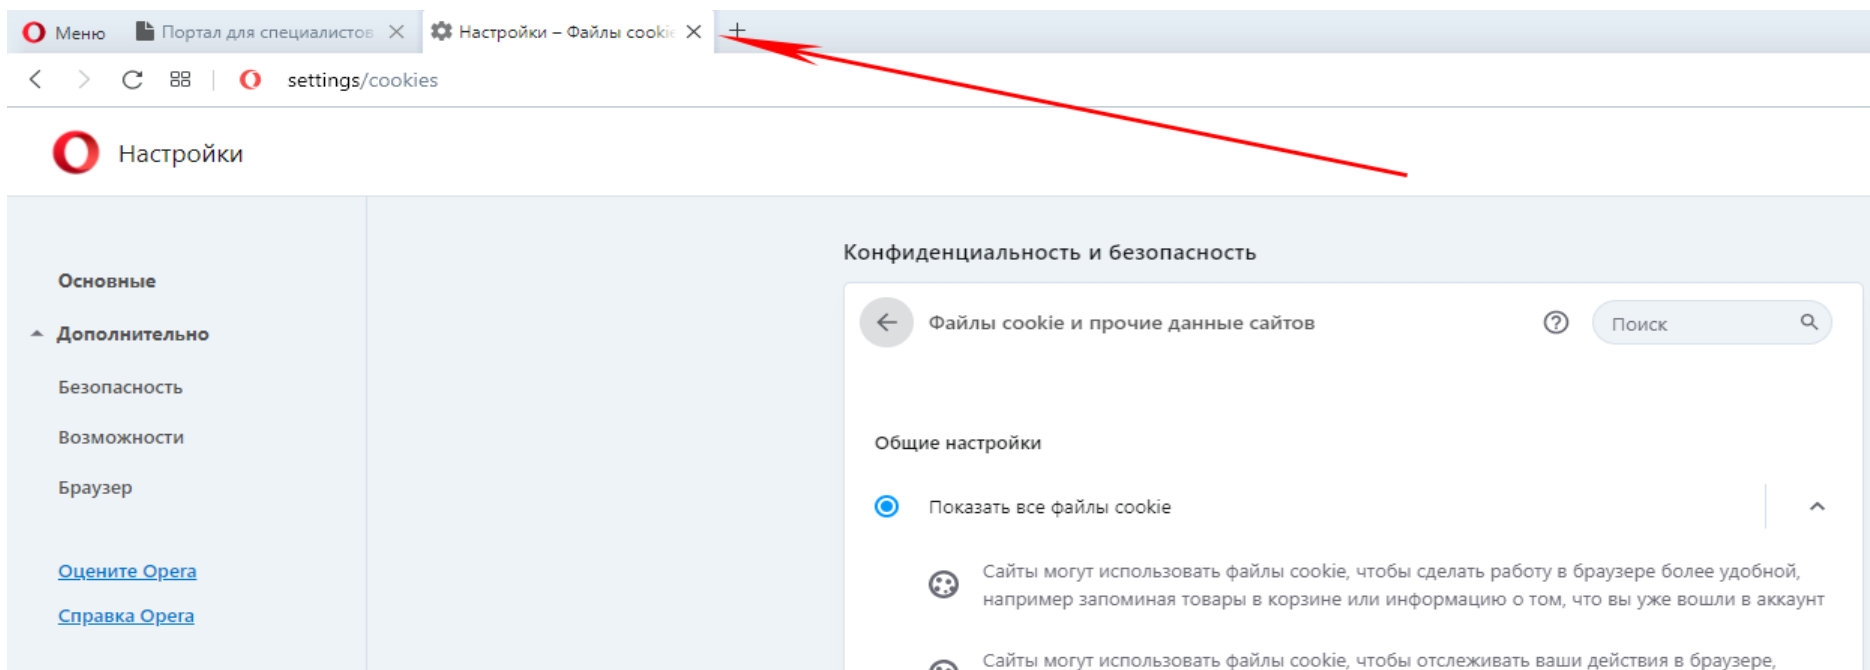 Меню
Портал для специалистов
Настройки – Файлы cookie
settings/cookies
Настройки
Конфиденциальность и безопасность
Основные
Дополнительно
Безопасность
Возможности
Браузер
Оцените Opera
Справка Opera
Файлы cookie и прочие данные сайтов
Поиск
Общие настройки
Показать все файлы cookie
Сайты могут использовать файлы cookie, чтобы сделать работу в браузере более удобной,
например запоминая товары в корзине или информацию о том, что вы уже вошли в аккаунт
Сайты могут использовать файлы cookie, чтобы отслеживать ваши действия в браузере,